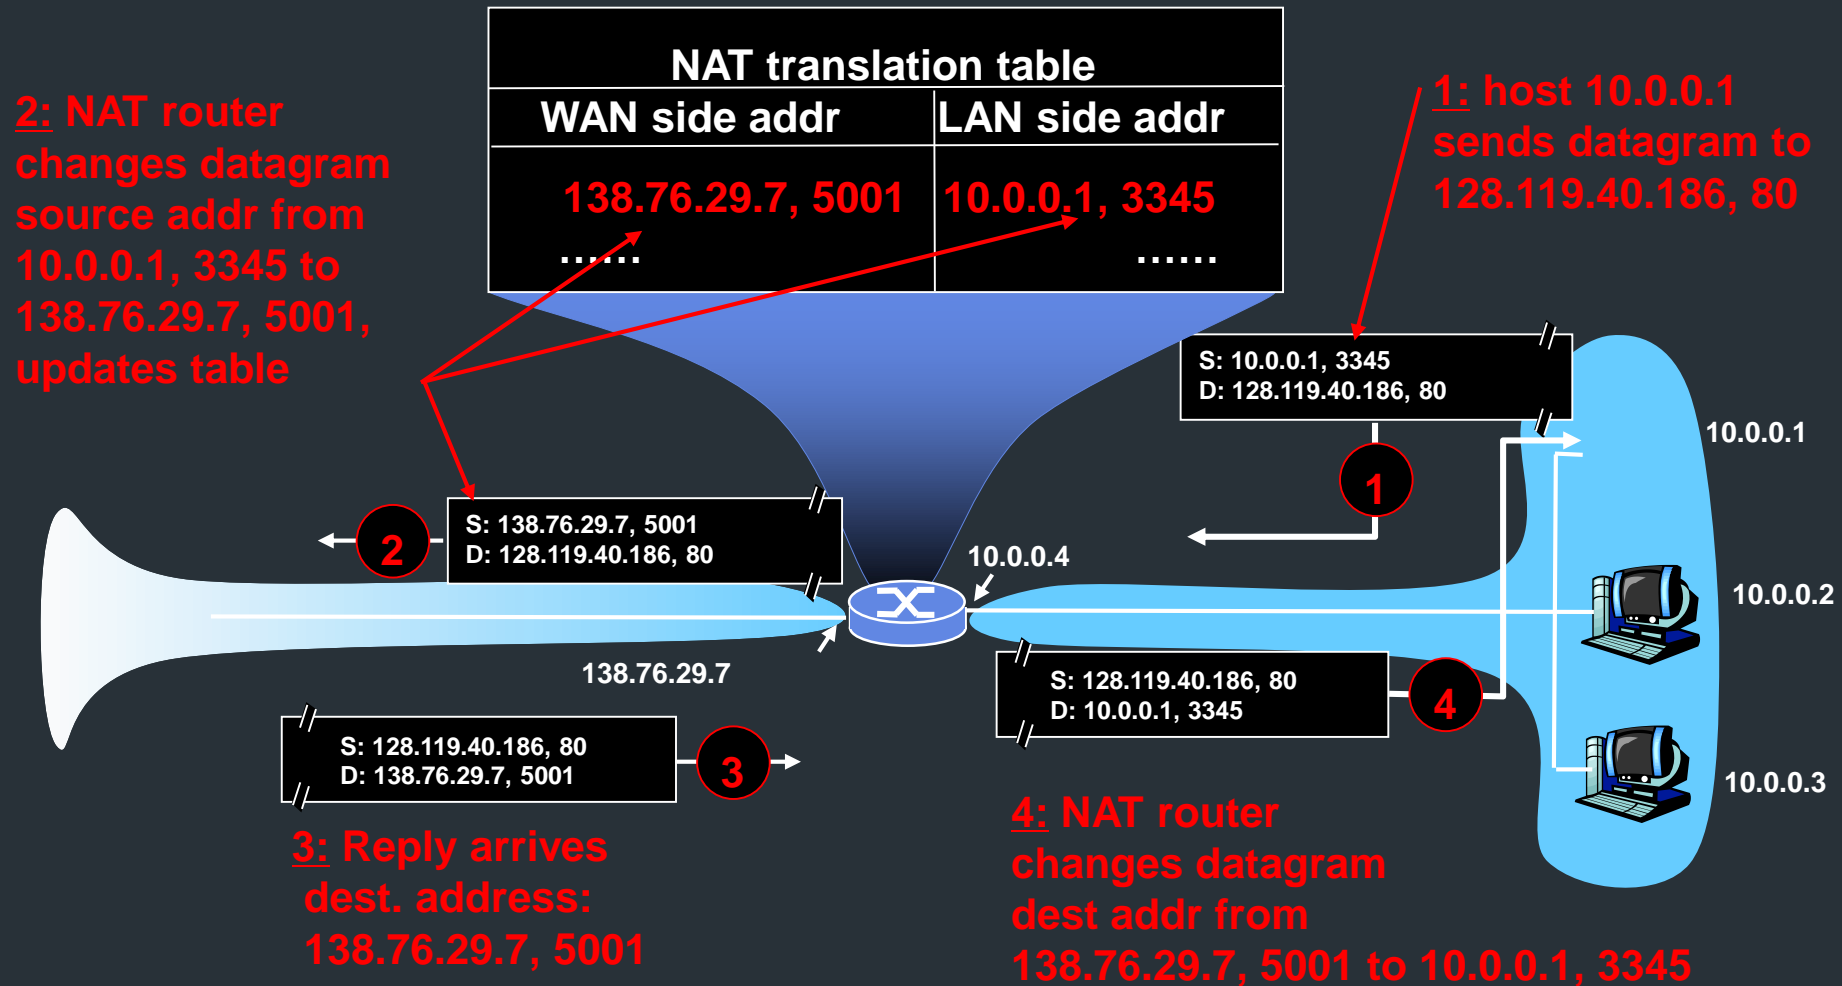 NAT translation table
WAN side addr LAN side addr
138.76.29.7, 5001 10.0.0.1, 3345
...... ......
2: NAT router
changes datagram
source addr from
10.0.0.1, 3345 to
138.76.29.7, 5001,
updates table
1: host 10.0.0.1
sends datagram to
128.119.40.186, 80
S: 10.0.0.1, 3345
D: 128.119.40.186, 80
1
10.0.0.1
S: 138.76.29.7, 5001
D: 128.119.40.186, 80
2
10.0.0.4
10.0.0.2
138.76.29.7
S: 128.119.40.186, 80
D: 10.0.0.1, 3345
4
S: 128.119.40.186, 80
D: 138.76.29.7, 5001
3
10.0.0.3
3: Reply arrives
dest. address:
138.76.29.7, 5001
4: NAT router
changes datagram
dest addr from
138.76.29.7, 5001 to 10.0.0.1, 3345